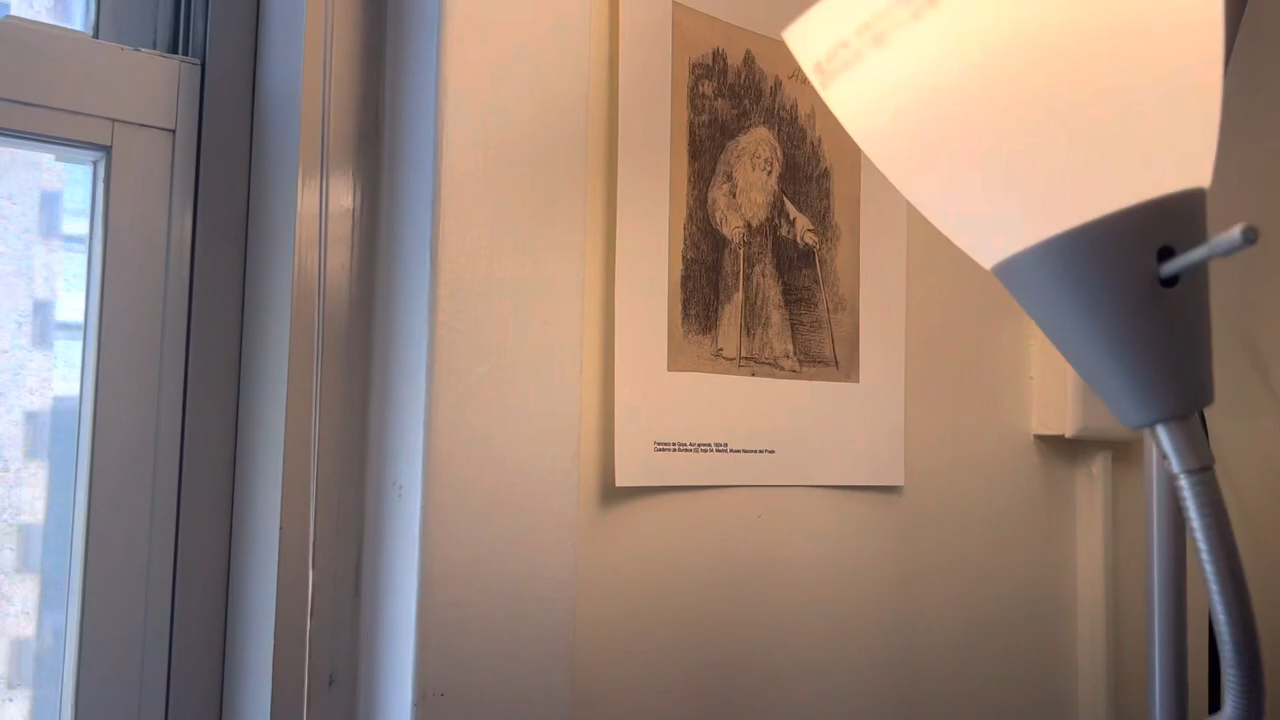 Francisco de Goya, Aún aprendo, 1824-28
Cuaderno de Burdeos [G], hoja 54. Madrid, Museo Nacional del Prado